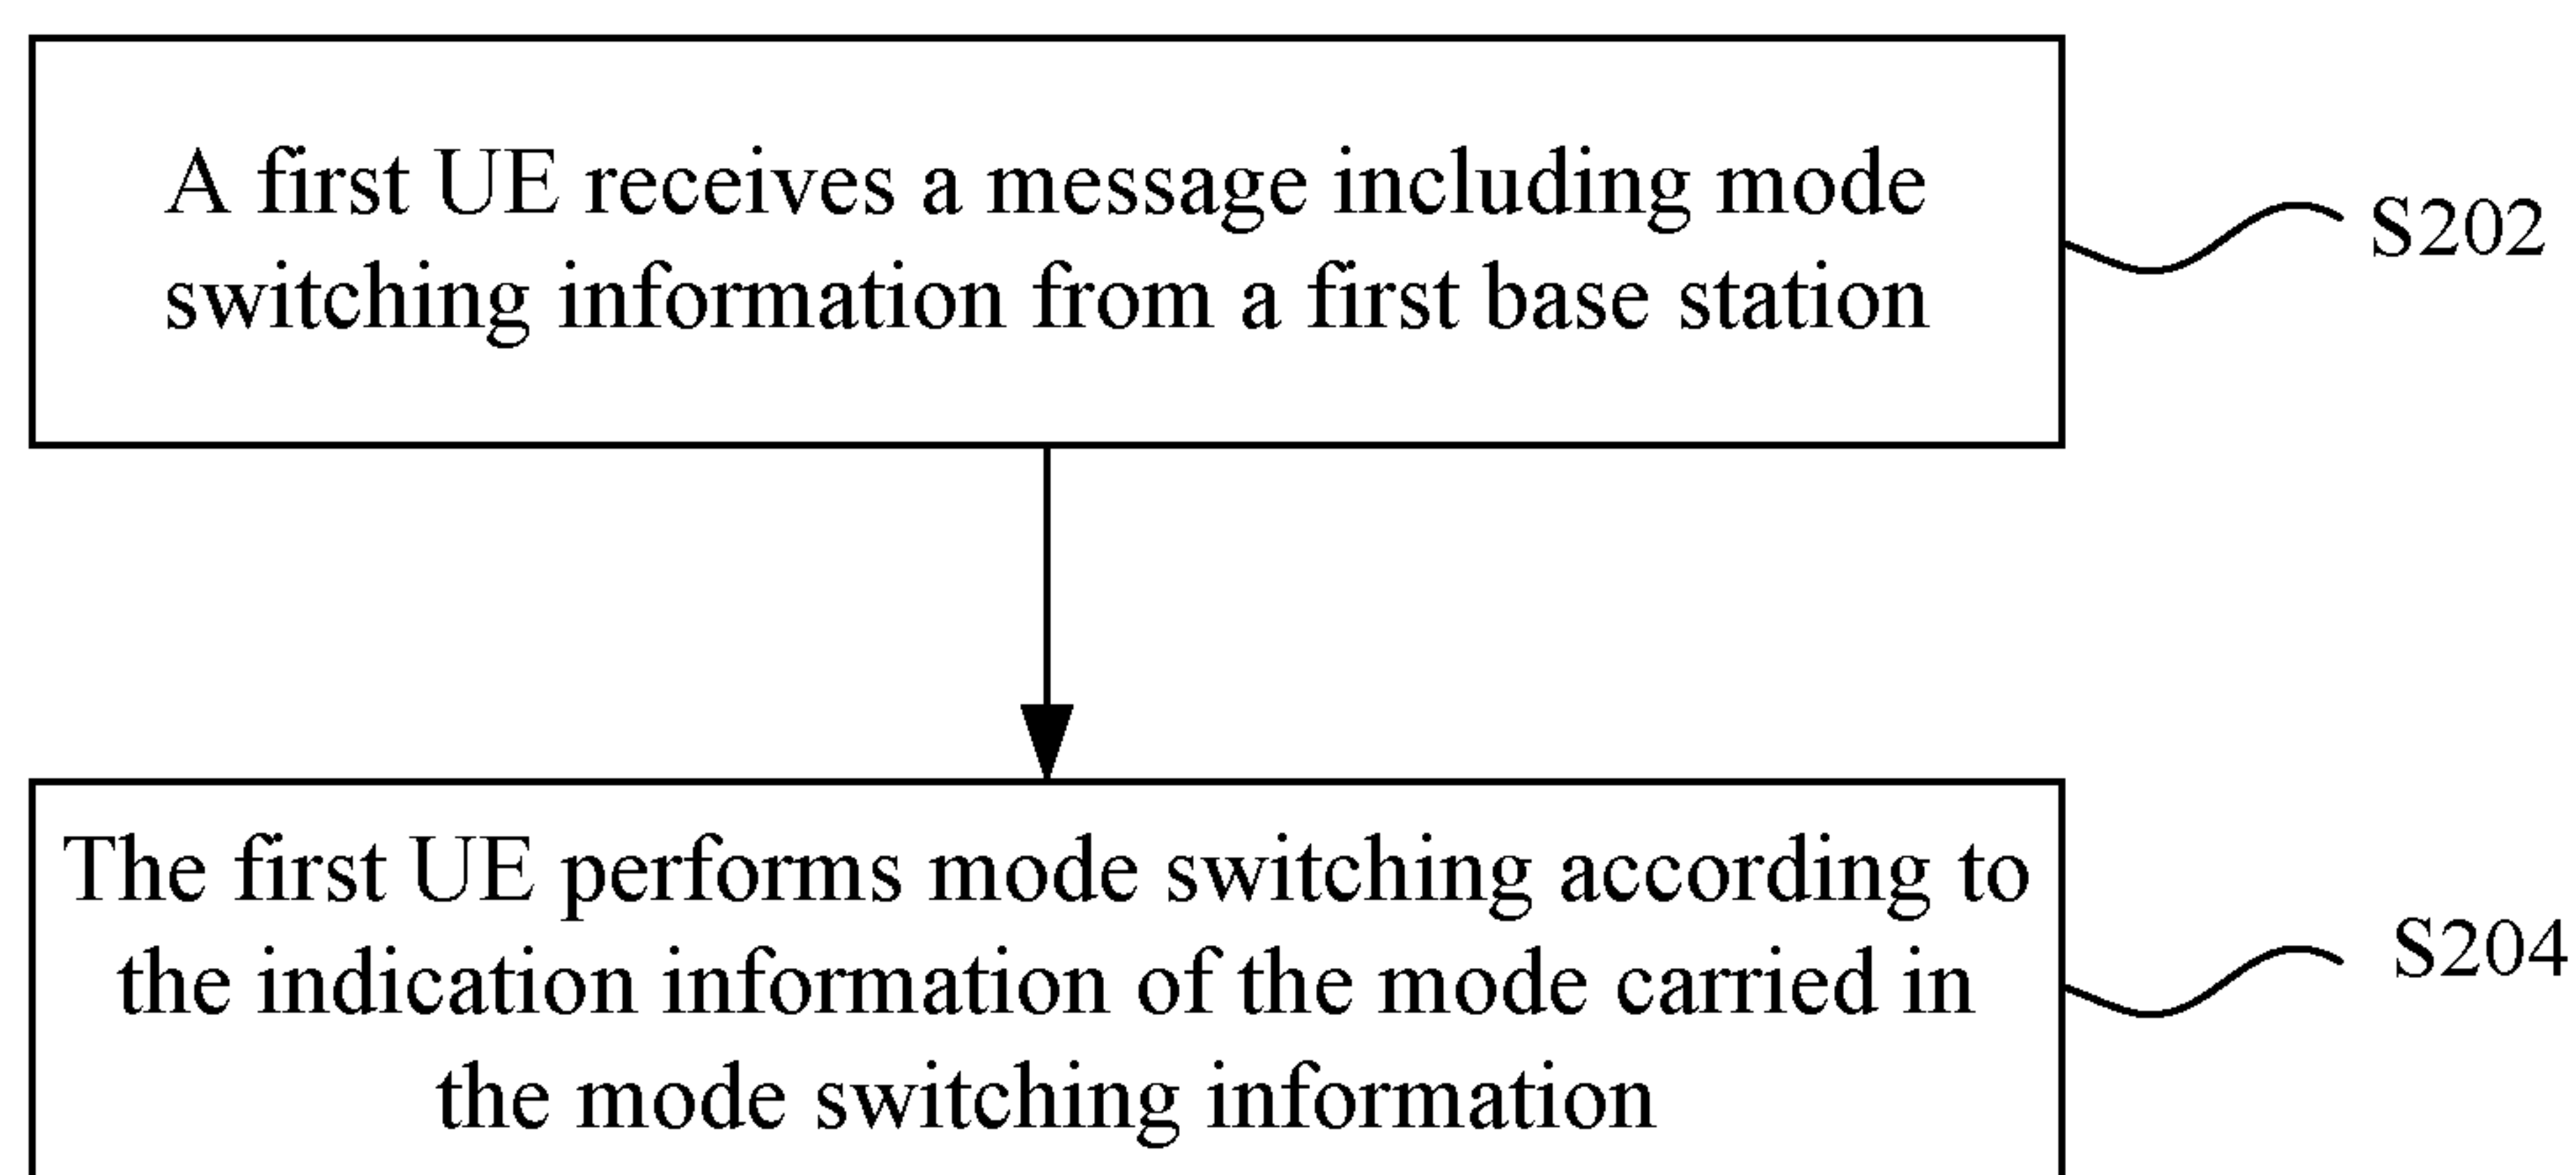 A first UE receives a message including mode
switching information from a first base station
S202
The first UE performs mode switching according to
the indication information of the mode carried in
the mode switching information
S204